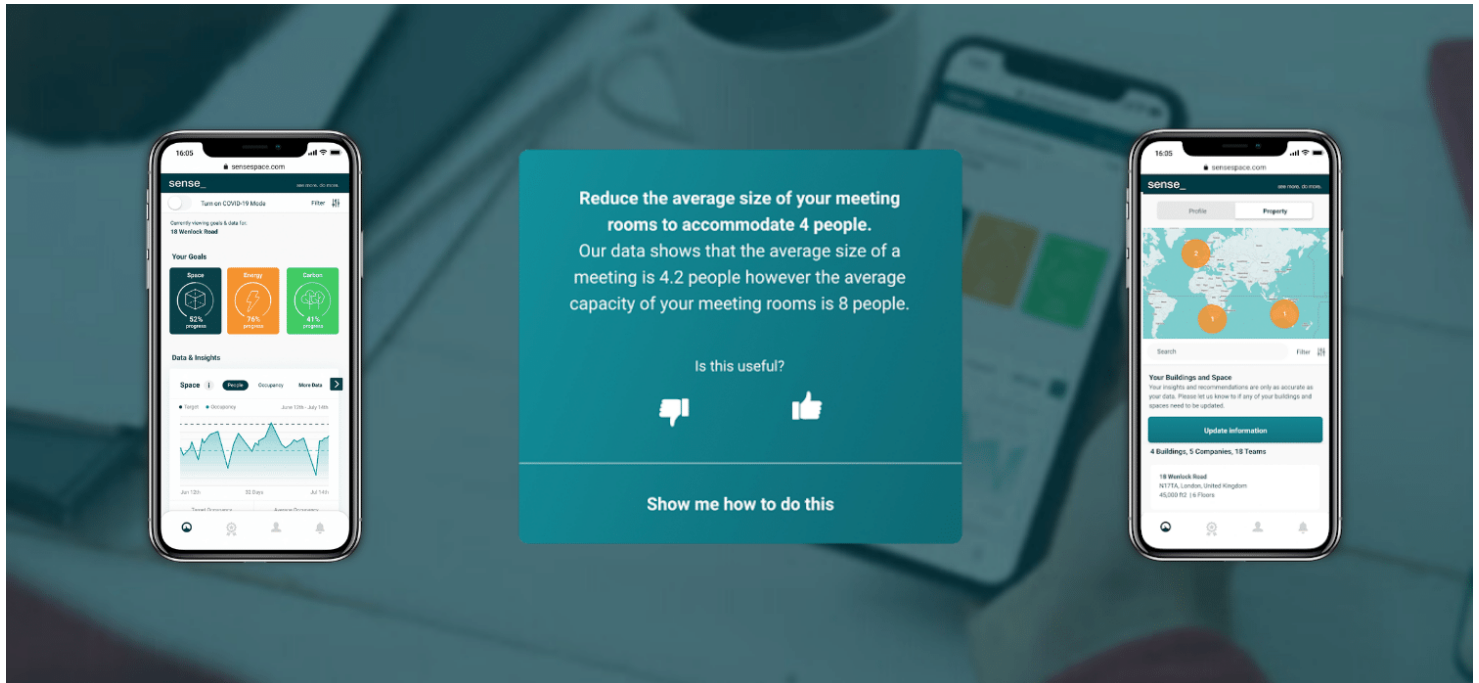 16:05
sensespace.com
sense_
see more. do more.
Turn on COVID-19 Mode
Filter
Currently viewing goals & data for:
18 Wenlock Road
Your Goals
Space
Energy
Carbon
52%
progress
76%
progress
41%
progress
Data & Insights
Space
i
People
Occupancy
More Data
Target
Occupancy
June 13th - July 14th
Jun 13th
30 Days
Jul 14th
Target Occupancy
Average Occupancy
Reduce the average size of your meeting
rooms to accommodate 4 people.
Our data shows that the average size of a
meeting is 4.2 people however the average
capacity of your meeting rooms is 8 people.
Is this useful?
Show me how to do this
16:05
sensespace.com
sense_
see more. do more.
Profile
Property
2
1
1
Search
Filter
Your Buildings and Space
Your insights and recommendations are only as accurate as
your data. Please let us know to if any of your buildings and
spaces need to be updated.
Update information
4 Buildings, 5 Companies, 18 Teams
18 Wenlock Road
N17TA, London, United Kingdom
45,000 ft2 | 6 Floors